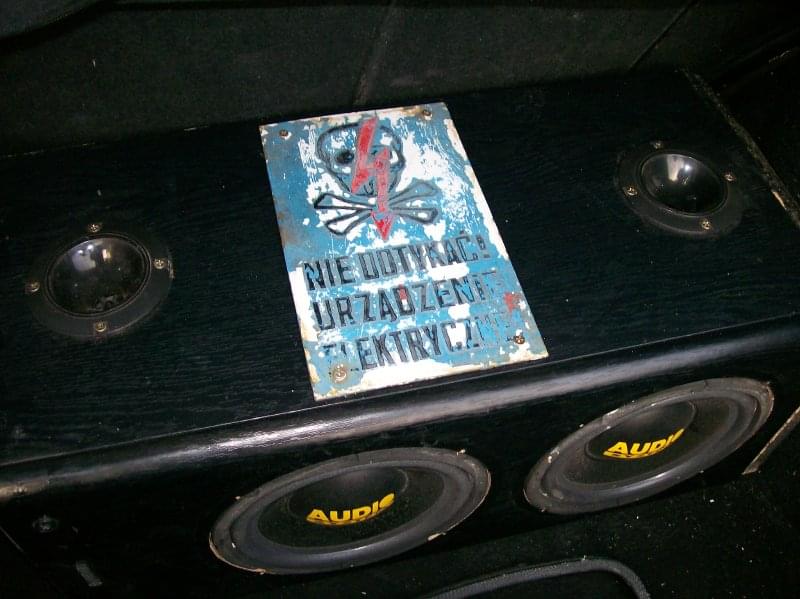 NIE DOTYKAĆ!
URZĄDZENIE
ELEKTRYCZNE
AUDIO
AUDIO